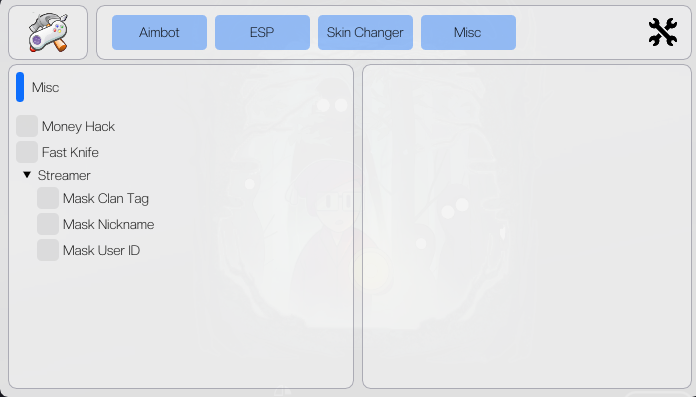 Aimbot
ESP
Skin Changer
Misc
Misc
Money Hack
Fast Knife
Streamer
Mask Clan Tag
Mask Nickname
Mask User ID